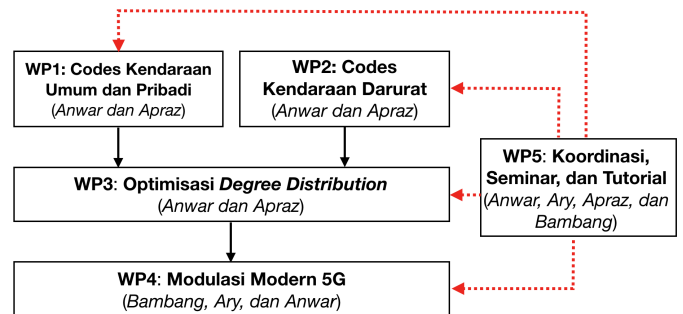 WP1: Codes Kendaraan
Umum dan Pribadi
(Anwar dan Apraz)
WP2: Codes
Kendaraan Darurat
(Anwar dan Apraz)
WP5: Koordinasi,
Seminar, dan Tutorial
(Anwar, Ary, Apraz, dan
Bambang)
WP3: Optimisasi Degree Distribution
(Anwar dan Apraz)
WP4: Modulasi Modern 5G
(Bambang, Ary, dan Anwar)